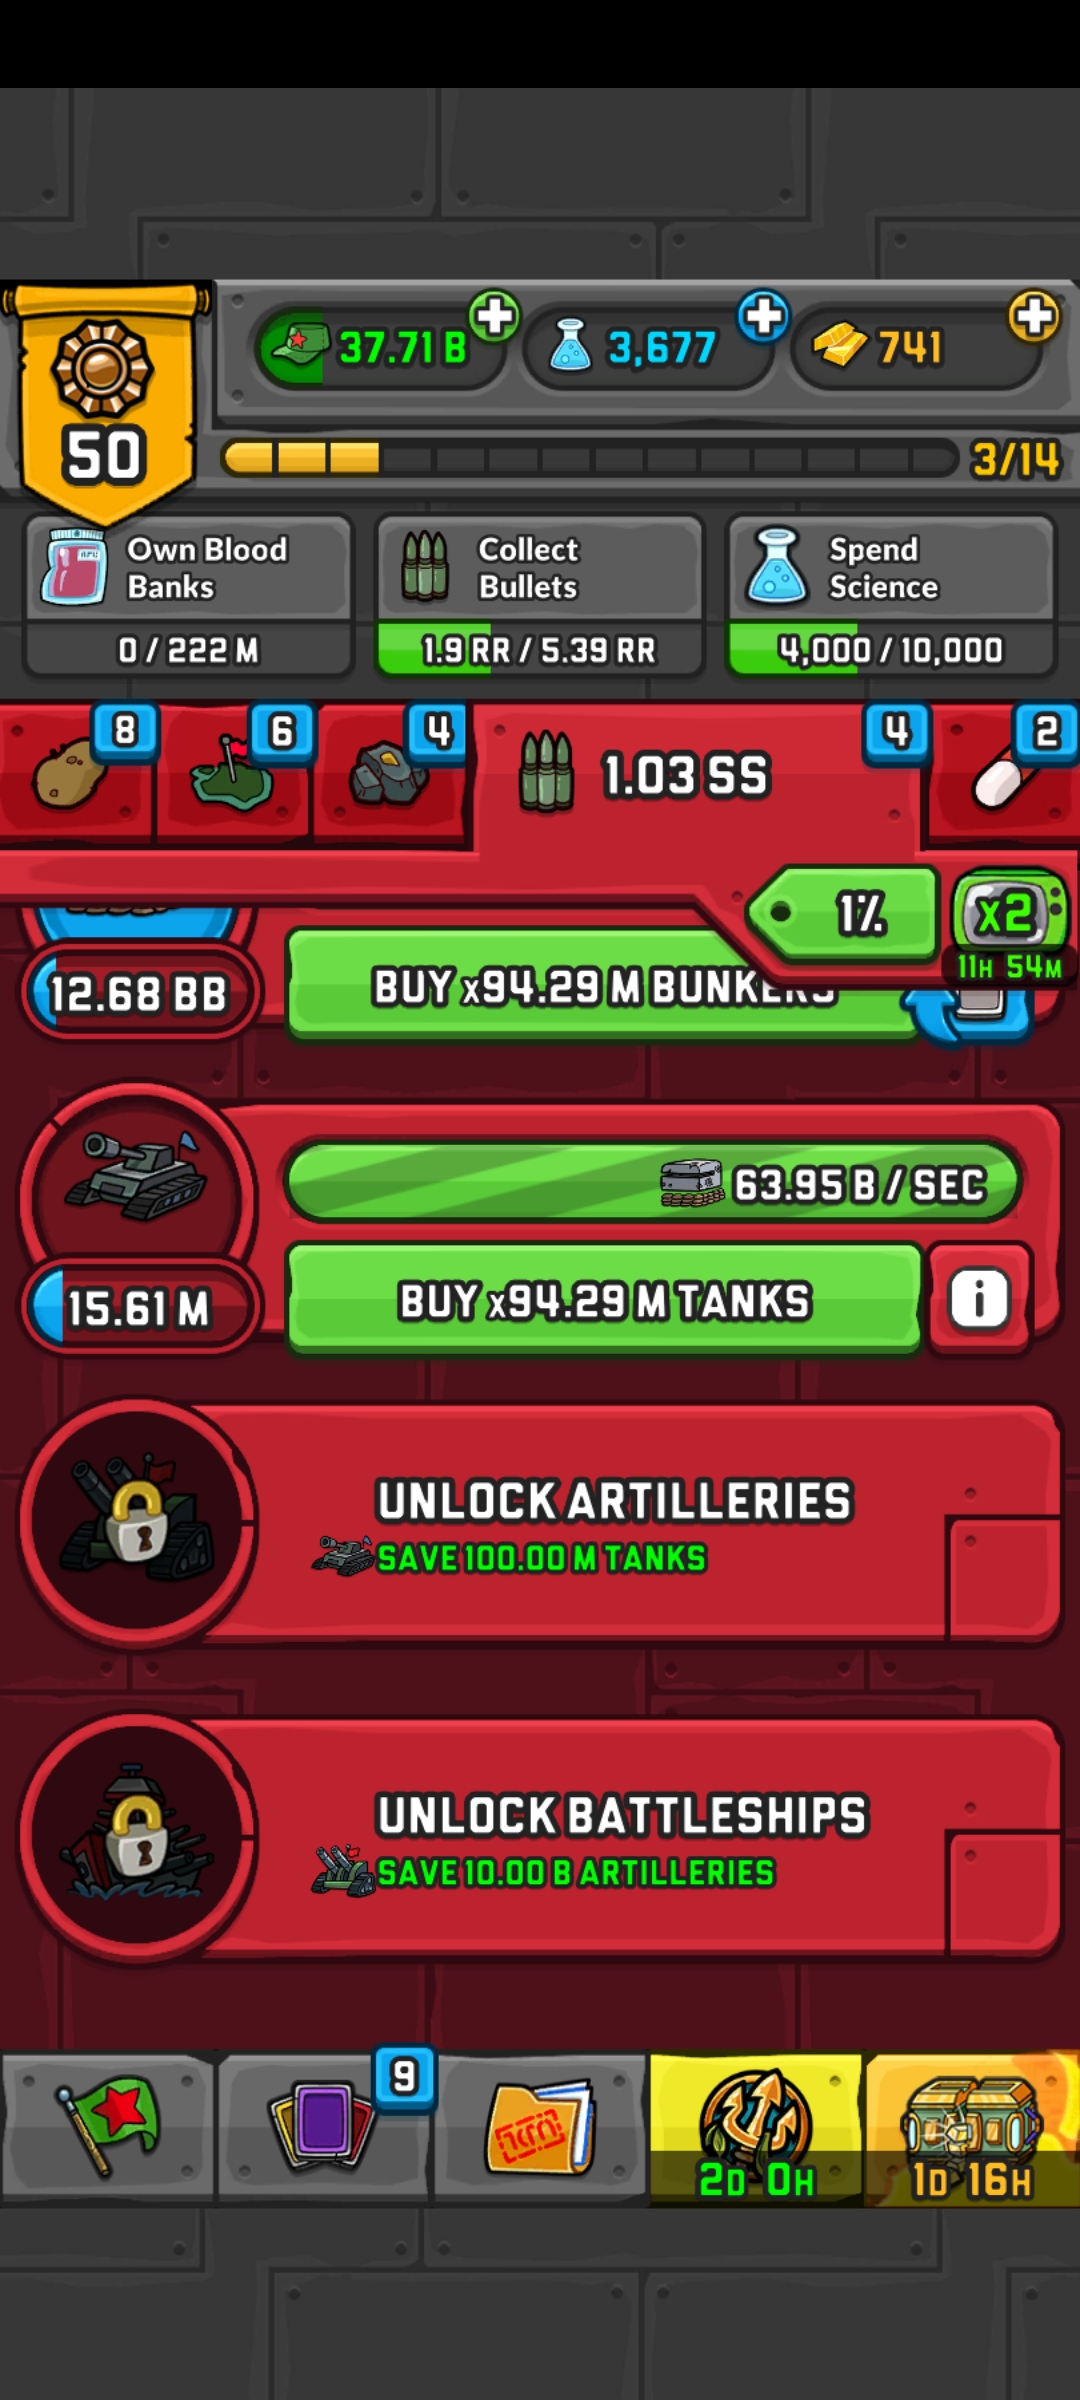 37.71 B
3,677
741
50
3/14
Own Blood
Banks
0 / 222 M
Collect
Bullets
1.9 RR / 5.39 RR
Spend
Science
4,000 / 10,000
8
6
4
1.03 SS
4
2
1%
x2
11H 54M
12.68 BB
BUY x94.29 M BUNKERS
63.95 B / SEC
15.61 M
BUY x94.29 M TANKS
i
UNLOCK ARTILLERIES
SAVE 100.00 M TANKS
UNLOCK BATTLESHIPS
SAVE 10.00 B ARTILLERIES
9
2D 0H
1D 16H